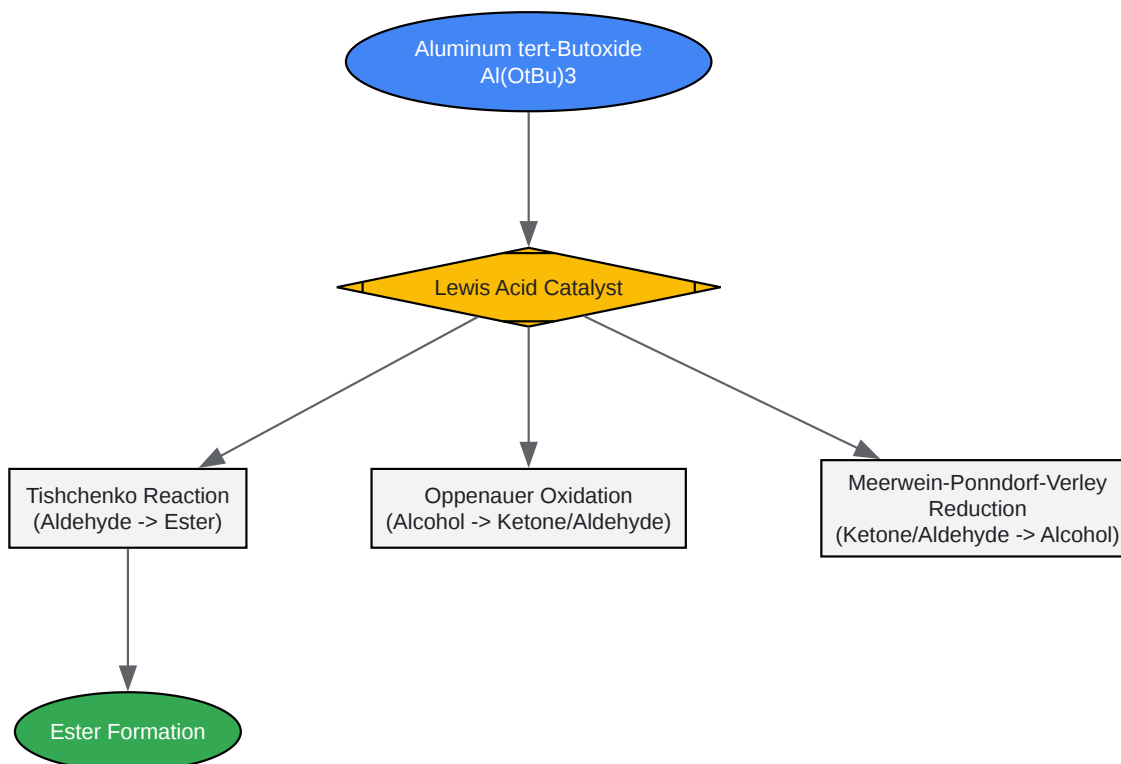 Aluminum tert-Butoxide
Al(OtBu)3
Lewis Acid Catalyst
Tishchenko Reaction
(Aldehyde -> Ester)
Oppenauer Oxidation
(Alcohol -> Ketone/Aldehyde)
Meerwein-Ponndorf-Verley
Reduction
(Ketone/Aldehyde -> Alcohol)
Ester Formation